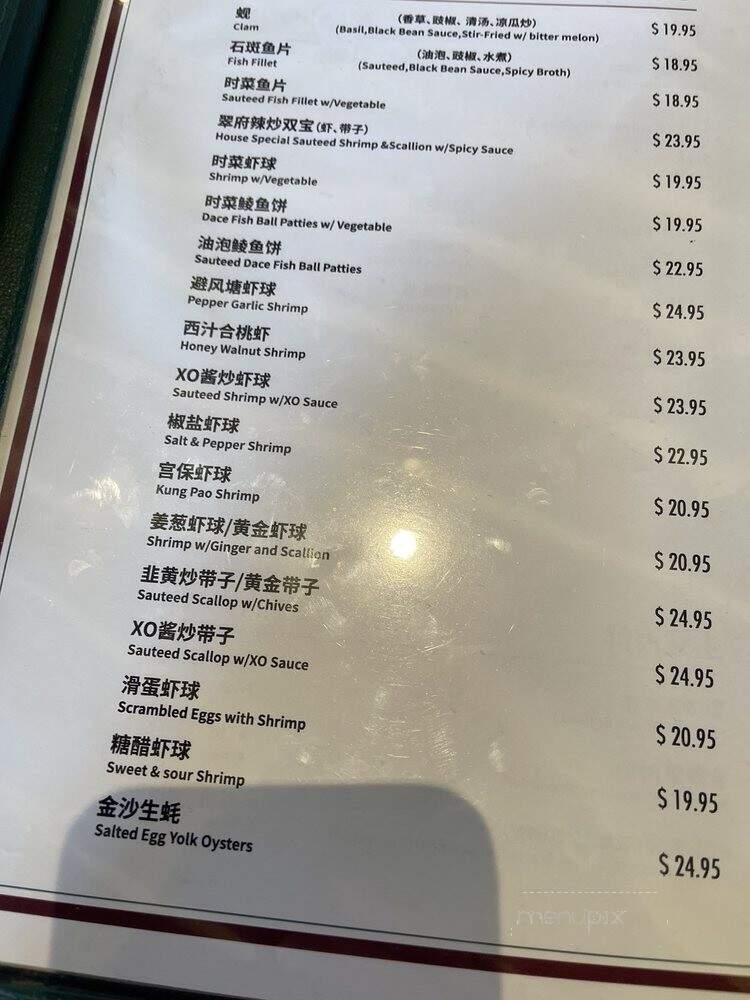 蚬 (香草、豉椒、清汤、凉瓜炒)
Clam (Basil,Black Bean Sauce,Stir-Fried w/ bitter melon) $ 19.95
石斑鱼片 (油泡、豉椒、水煮)
Fish Fillet (Sauteed,Black Bean Sauce,Spicy Broth) $ 18.95
时菜鱼片
Sauteed Fish Fillet w/Vegetable $ 18.95
翠府辣炒双宝(虾、带子)
House Special Sauteed Shrimp &Scallion w/Spicy Sauce $ 23.95
时菜虾球
Shrimp w/Vegetable $ 19.95
时菜鲮鱼饼
Dace Fish Ball Patties w/ Vegetable $ 19.95
油泡鲮鱼饼
Sauteed Dace Fish Ball Patties $ 22.95
避风塘虾球
Pepper Garlic Shrimp $ 24.95
西汁合桃虾
Honey Walnut Shrimp $ 23.95
XO酱炒虾球
Sauteed Shrimp w/XO Sauce $ 23.95
椒盐虾球
Salt & Pepper Shrimp $ 22.95
宫保虾球
Kung Pao Shrimp $ 20.95
姜葱虾球/黄金虾球
Shrimp w/Ginger and Scallion $ 20.95
韭黄炒带子/黄金带子
Sauteed Scallop w/Chives $ 24.95
XO酱炒带子
Sauteed Scallop w/XO Sauce $ 24.95
滑蛋虾球
Scrambled Eggs with Shrimp $ 20.95
糖醋虾球
Sweet & sour Shrimp $ 19.95
金沙生蚝
Salted Egg Yolk Oysters $ 24.95
menupix